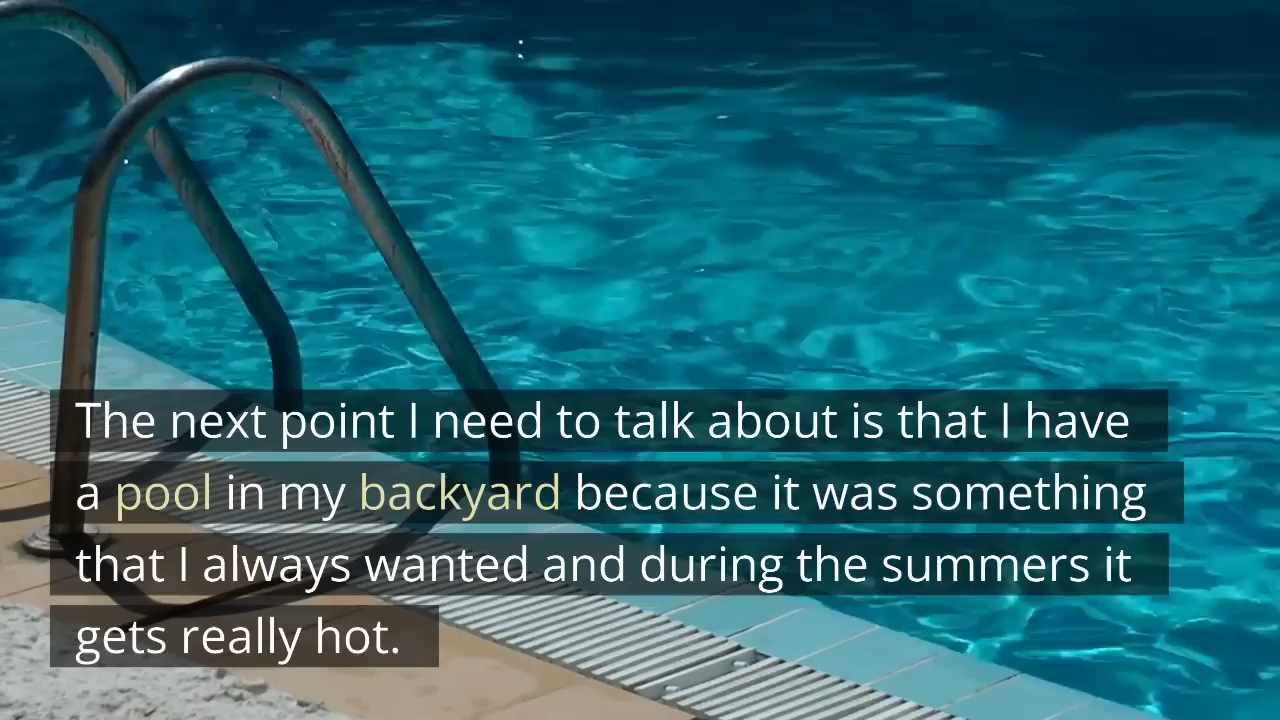 The next point I need to talk about is that I have
a pool in my backyard because it was something
that I always wanted and during the summers it
gets really hot.